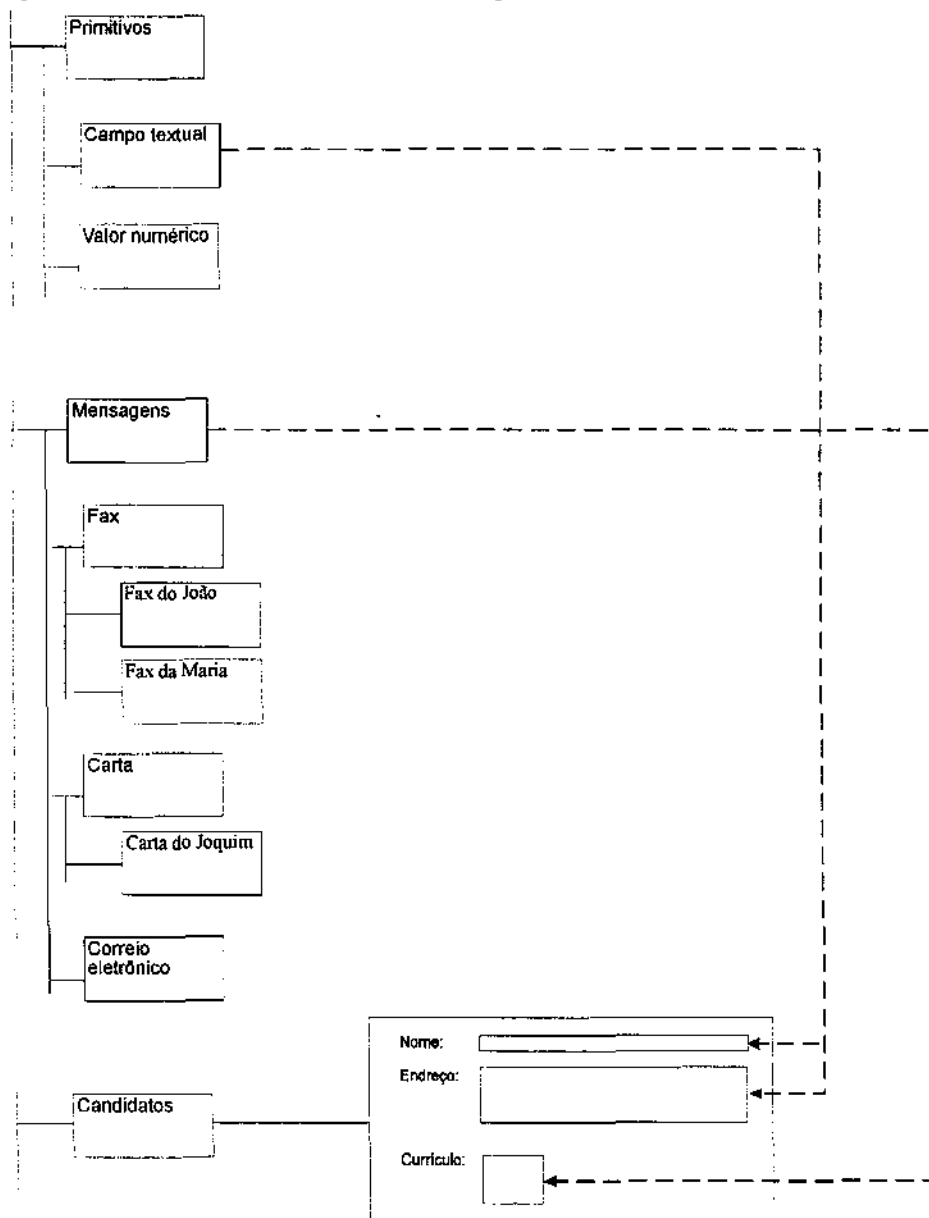 Primitivos
Campo textual
Valor numérico
Mensagens
Fax
Fax do João
Fax da Maria
Carta
Carta do Joquim
Correio
eletrônico
Candidatos
Nome:
Endreço:
Currículo: